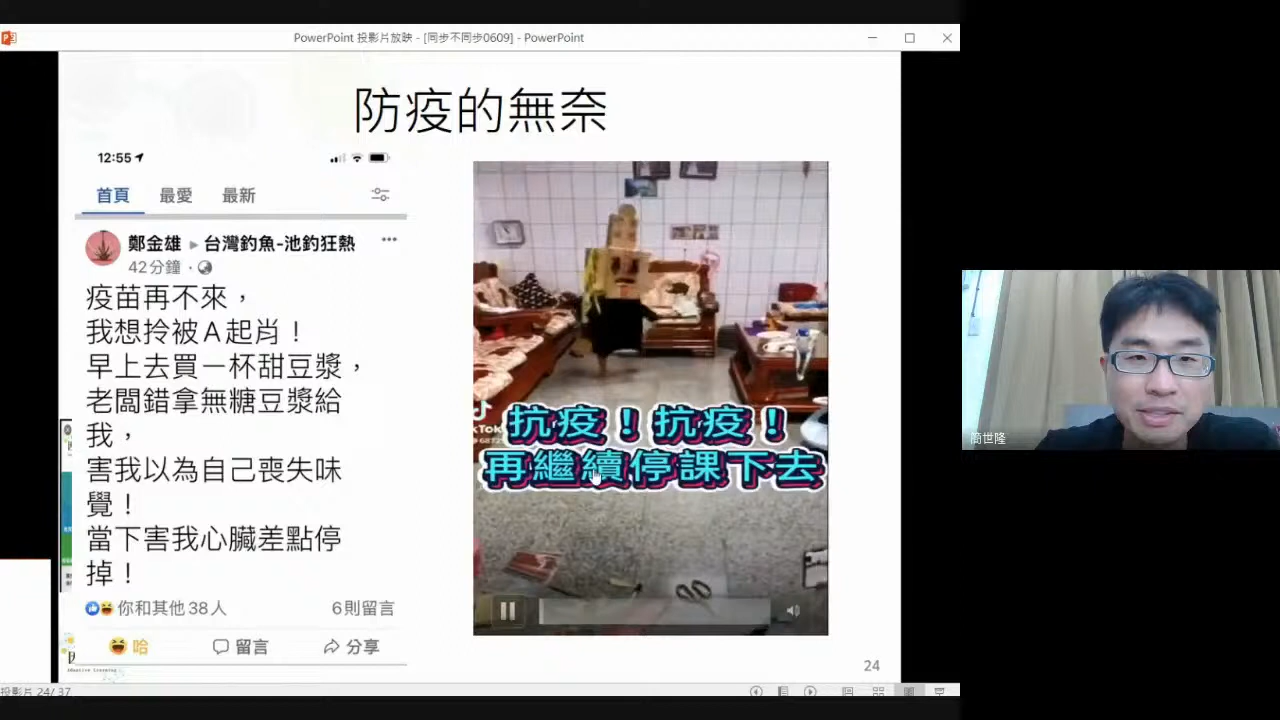 PowerPoint 投影片放映 - [同步不同步0609] - PowerPoint
防疫的無奈
12:55
首頁 最愛 最新
鄭金雄 ▸ 台灣釣魚-池釣狂熱
42分鐘
疫苗再不來，
我想拎被A起肖！
早上去買一杯甜豆漿，
老闆錯拿無糖豆漿給
我，
害我以為自己喪失味
覺！
當下害我心臟差點停
掉！
你和其他 38 人 6則留言
哈 留言 分享
抗疫！抗疫！
再繼續停課下去
24
投影片 24/ 37
簡世隆